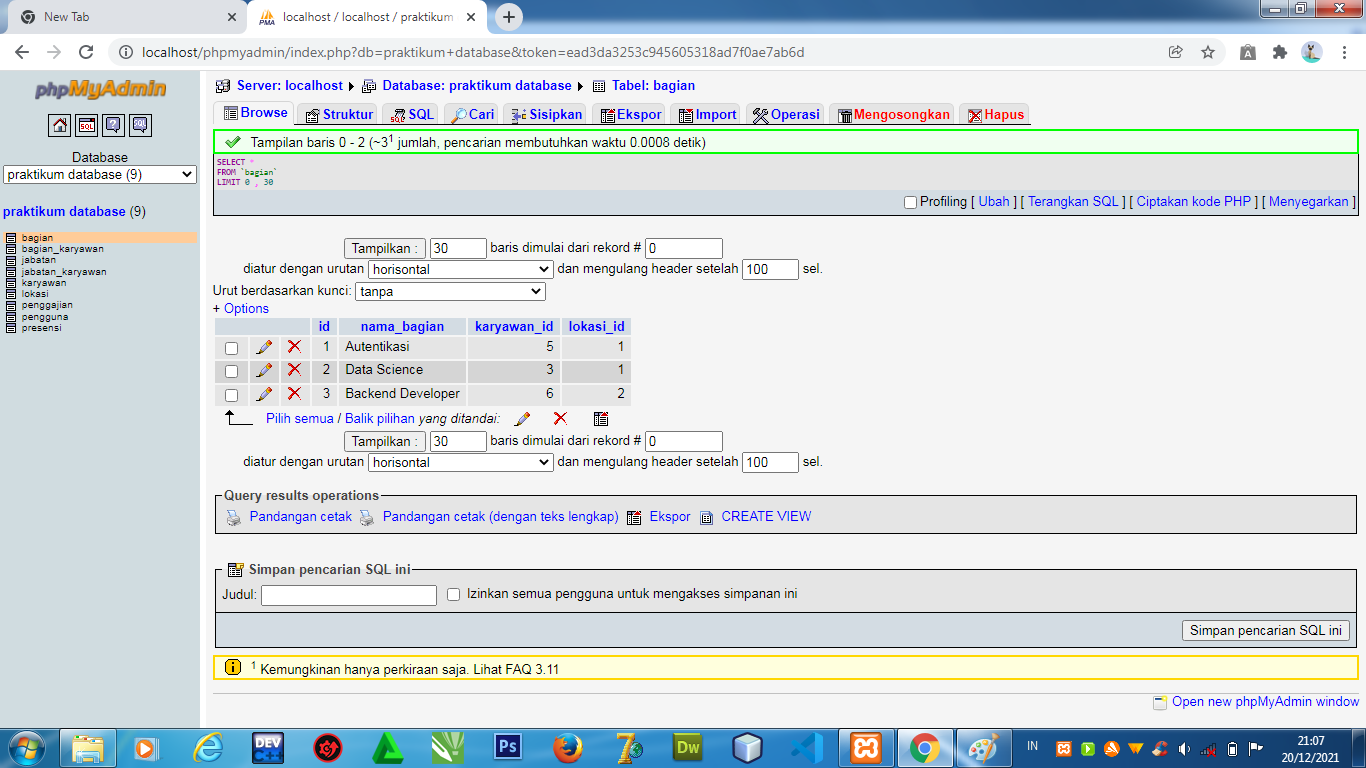 New Tab
localhost / localhost / praktikum
localhost/phpmyadmin/index.php?db=praktikum+database&token=ead3da3253c945605318ad7f0ae7ab6d
phpMyAdmin
SQL
Database
praktikum database (9)
praktikum database (9)
bagian
bagian_karyawan
jabatan
jabatan_karyawan
karyawan
lokasi
penggajian
pengguna
presensi
Server: localhost Database: praktikum database Tabel: bagian
Browse Struktur SQL Cari Sisipkan Ekspor Import Operasi Mengosongkan Hapus
Tampilan baris 0 - 2 (~3¹ jumlah, pencarian membutuhkan waktu 0.0008 detik)
SELECT *
FROM `bagian`
LIMIT 0 , 30
Profiling [ Ubah ] [ Terangkan SQL ] [ Ciptakan kode PHP ] [ Menyegarkan ]
Tampilkan : 30 baris dimulai dari rekord # 0
diatur dengan urutan horisontal dan mengulang header setelah 100 sel.
Urut berdasarkan kunci: tanpa
+ Options
id nama_bagian karyawan_id lokasi_id
1 Autentikasi 5 1
2 Data Science 3 1
3 Backend Developer 6 2
Pilih semua / Balik pilihan yang ditandai:
Tampilkan : 30 baris dimulai dari rekord # 0
diatur dengan urutan horisontal dan mengulang header setelah 100 sel.
Query results operations
Pandangan cetak Pandangan cetak (dengan teks lengkap) Ekspor CREATE VIEW
Simpan pencarian SQL ini
Judul: Izinkan semua pengguna untuk mengakses simpanan ini
Simpan pencarian SQL ini
¹ Kemungkinan hanya perkiraan saja. Lihat FAQ 3.11
Open new phpMyAdmin window
DEV C++ Ps Dw IN 21:07
20/12/2021